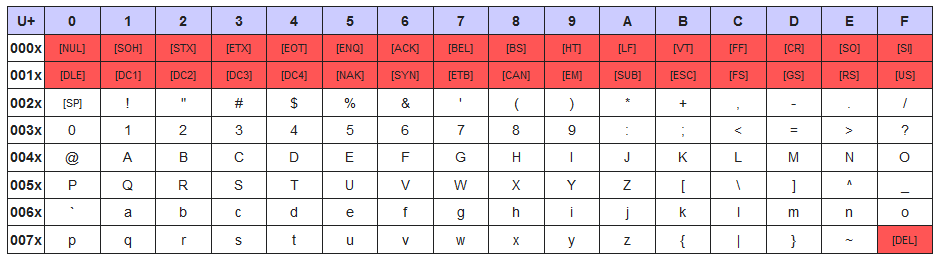 U+ 0 1 2 3 4 5 6 7 8 9 A B C D E F
000x [NUL] [SOH] [STX] [ETX] [EOT] [ENQ] [ACK] [BEL] [BS] [HT] [LF] [VT] [FF] [CR] [SO] [SI]
001x [DLE] [DC1] [DC2] [DC3] [DC4] [NAK] [SYN] [ETB] [CAN] [EM] [SUB] [ESC] [FS] [GS] [RS] [US]
002x [SP] ! " # $ % & ' ( ) * + , - . /
003x 0 1 2 3 4 5 6 7 8 9 : ; < = > ?
004x @ A B C D E F G H I J K L M N O
005x P Q R S T U V W X Y Z [ \ ] ^ _
006x ` a b c d e f g h i j k l m n o
007x p q r s t u v w x y z { | } ~ [DEL]